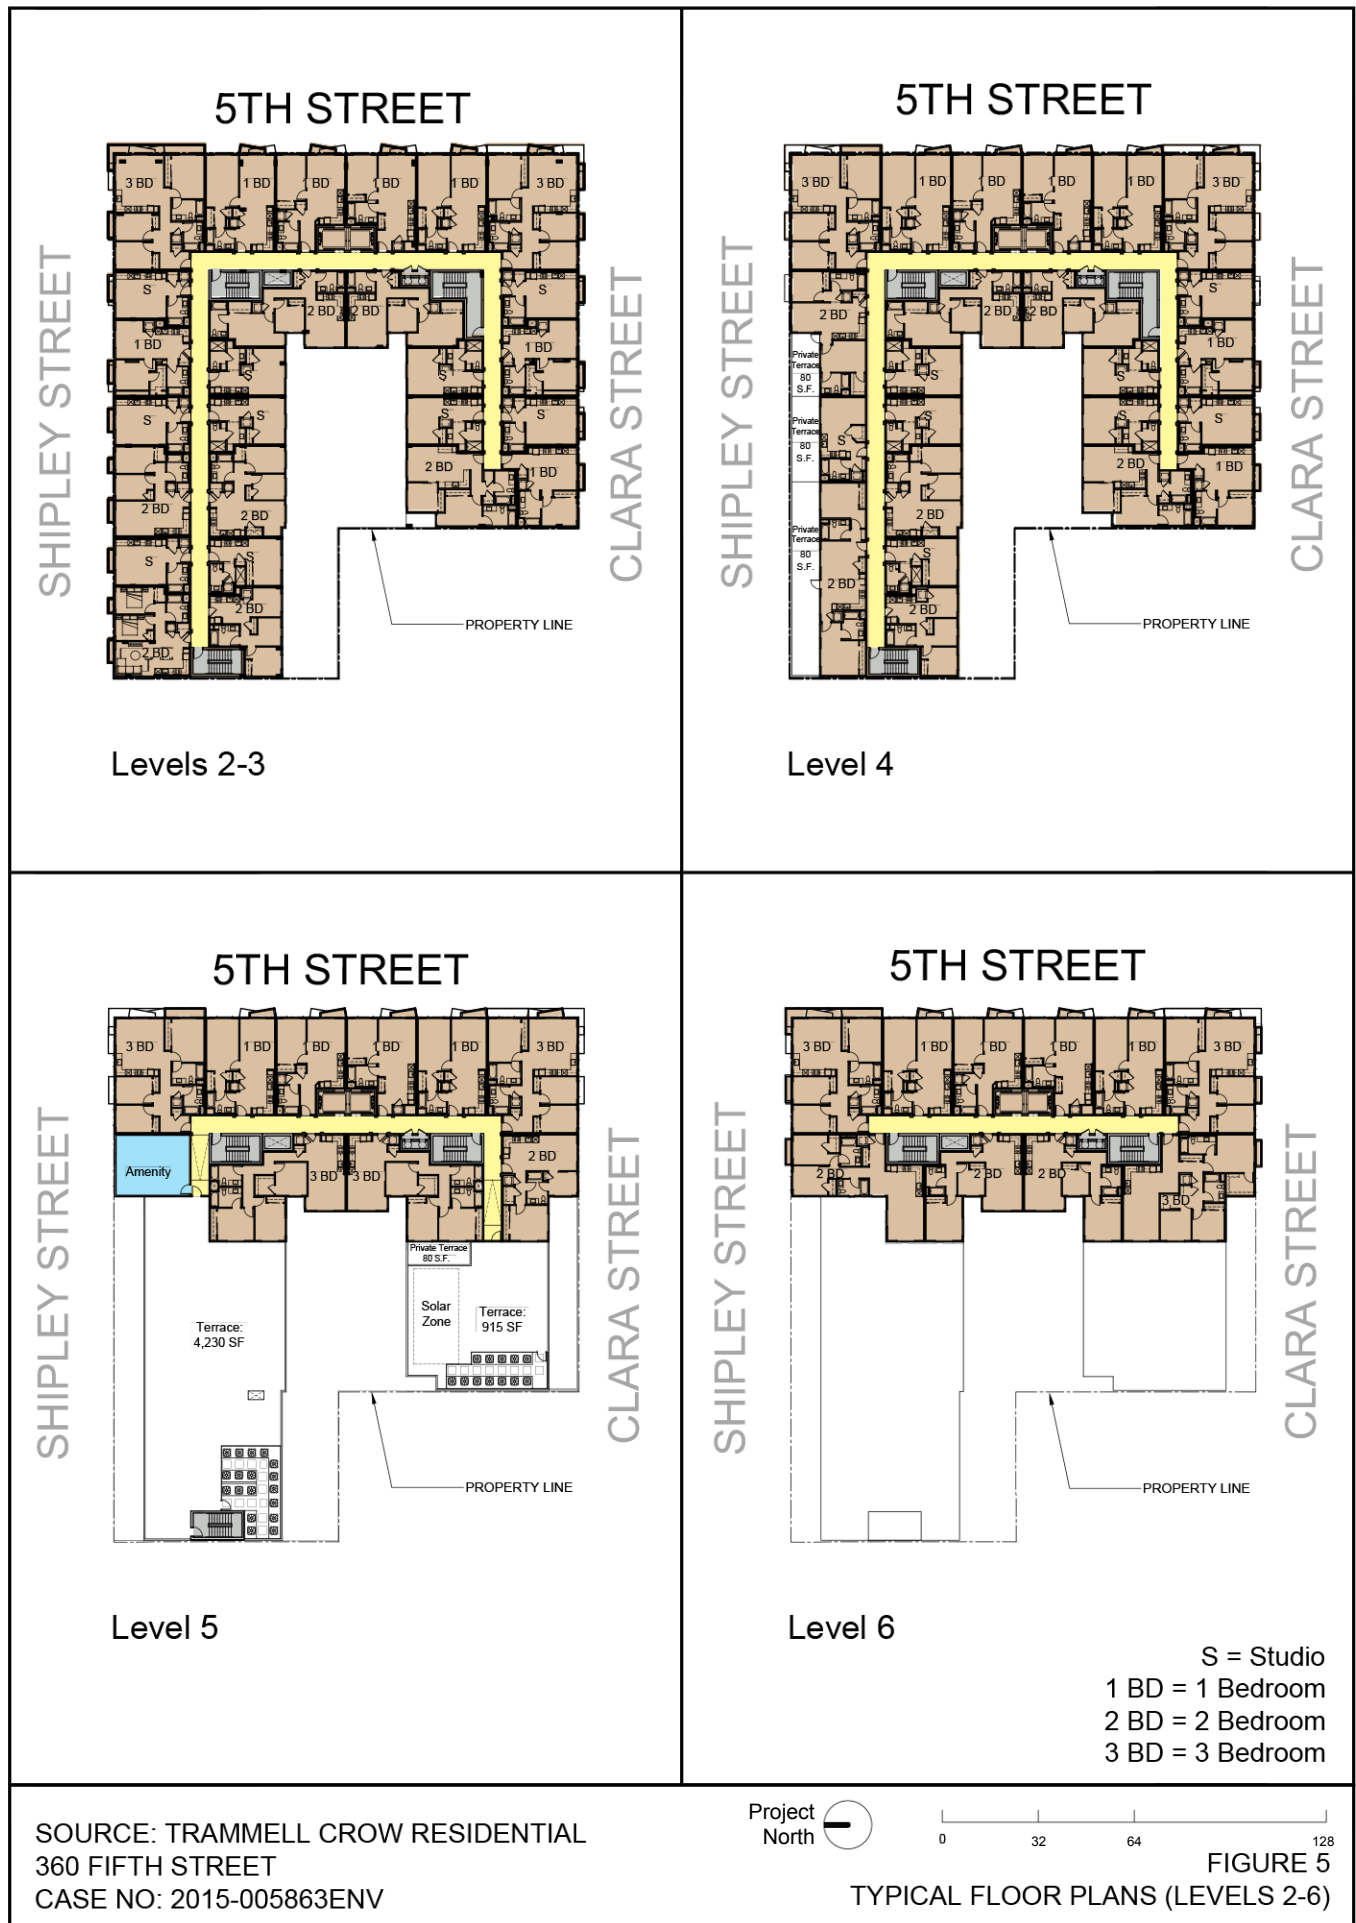 5TH STREET
3 BD
1 BD
1 BD
1 BD
1 BD
3 BD
SHIPLEY STREET
CLARA STREET
S
2 BD
2 BD
S
1 BD
1 BD
S
S
S
S
S
S
2 BD
1 BD
2 BD
2 BD
S
S
2 BD
2 BD
PROPERTY LINE
Levels 2-3
5TH STREET
3 BD
1 BD
1 BD
1 BD
1 BD
3 BD
SHIPLEY STREET
CLARA STREET
S
2 BD
2 BD
2 BD
1 BD
Private
Terrace
80
S.F.
S
S
Private
Terrace
80
S.F.
S
S
S
S
2 BD
1 BD
2 BD
Private
Terrace
80
S.F.
S
2 BD
2 BD
PROPERTY LINE
Level 4
5TH STREET
3 BD
1 BD
1 BD
1 BD
1 BD
3 BD
SHIPLEY STREET
CLARA STREET
Amenity
3 BD
3 BD
2 BD
Private Terrace
80 S.F.
Solar
Zone
Terrace:
915 SF
Terrace:
4,230 SF
PROPERTY LINE
Level 5
5TH STREET
3 BD
1 BD
1 BD
1 BD
1 BD
3 BD
SHIPLEY STREET
CLARA STREET
2 BD
2 BD
2 BD
3 BD
PROPERTY LINE
Level 6
S = Studio
1 BD = 1 Bedroom
2 BD = 2 Bedroom
3 BD = 3 Bedroom
SOURCE: TRAMMELL CROW RESIDENTIAL
360 FIFTH STREET
CASE NO: 2015-005863ENV
Project
North
0 32 64 128
FIGURE 5
TYPICAL FLOOR PLANS (LEVELS 2-6)